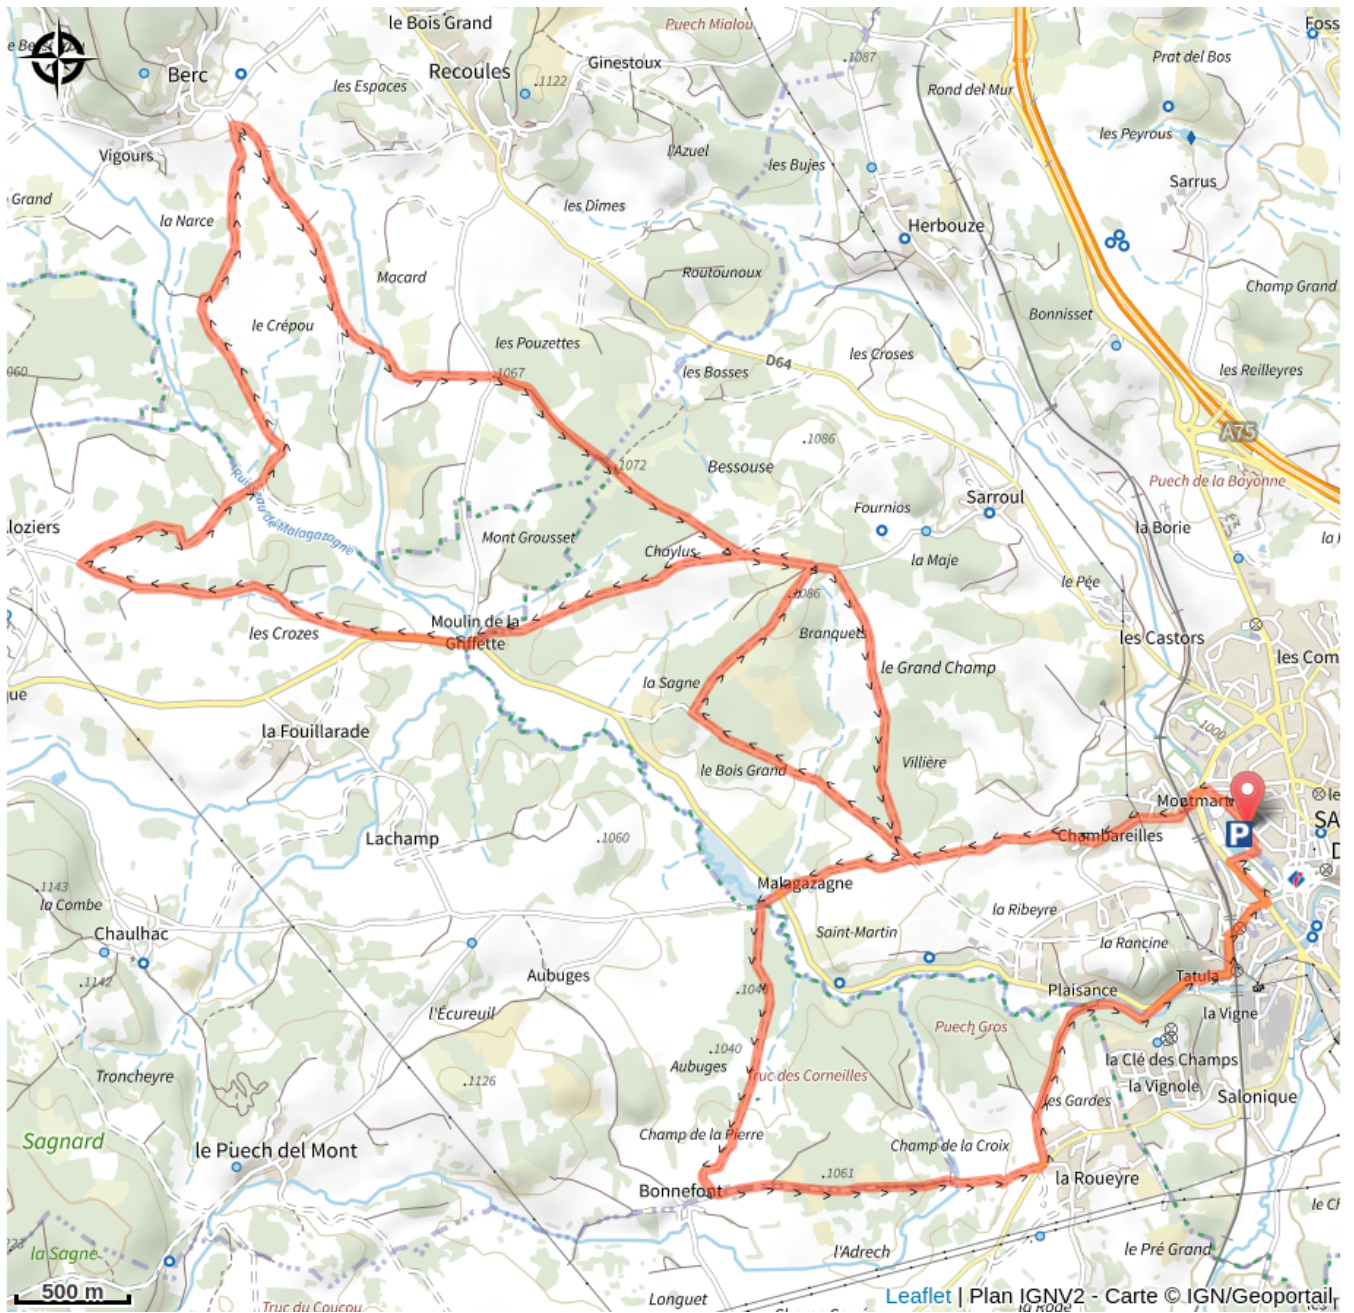 le Bois Grand
Puech Mialou
Foss
Berc
Recoules
Ginestoux
.1087
Prat del Bos
les Espaces
.1122
Rond del Mur
les Peyrous
Vigours
l'Azuel
les Bujes
Sarrus
Grand
la Narce
les Dîmes
Herbouze
Macard
Routounoux
Champ Grand
le Crépou
Bonnisset
les Pouzettes
les Croses
D64
060
1067
les Bosses
les Reilleyres
A75
.1086
1072
Bessouse
Puech de la Bayonne
Ruisseau de Malagazagne
Fournios
Sarroul
loziers
la Borie
Mont Grousset
Chaylus
la Maje
le Pée
.1086
les Crozes
Moulin de la
Griffette
Branquets
les Castors
les Com
le Grand Champ
la Sagne
que
la Fouillarade
1000
le Bois Grand
Villière
Montmartr
le
P
SA
Lachamp
.1060
Chambareilles
D
.1143
Malagazagne
la Combe
la Ribeyre
Chaulhac
Saint-Martin
la Rancine
.1142
Aubuges
Tatula
Plaisance
l'Écureuil
la Vigne
Puech Gros
.1040
Aubuges
la Clé des Champs
Troncheyre
.1126
Truc des Corneilles
la Vignole
les Gardes
Salonique
Sagnard
le Puech del Mont
Champ de la Pierre
Champ de la Croix
.1061
la Roueyre
Bonnefont
la Sagne
l'Adrech
le Pré Grand
500 m
Truc du Coucou
Longuet
Leaflet | Plan IGNV2 - Carte © IGN/Geoportail